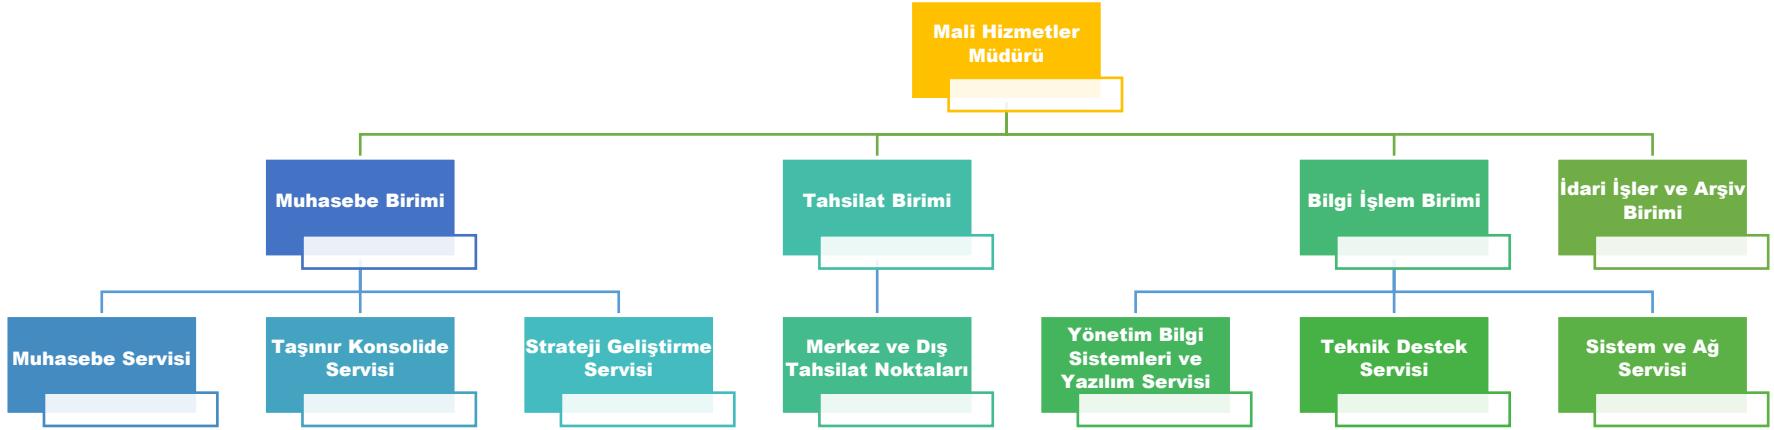 Mali Hizmetler
Müdürü
Muhasebe Birimi
Tahsilat Birimi
Bilgi İşlem Birimi
İdari İşler ve Arşiv
Birimi
Muhasebe Servisi
Taşınır Konsolide
Servisi
Strateji Geliştirme
Servisi
Merkez ve Dış
Tahsilat Noktaları
Yönetim Bilgi
Sistemleri ve
Yazılım Servisi
Teknik Destek
Servisi
Sistem ve Ağ
Servisi